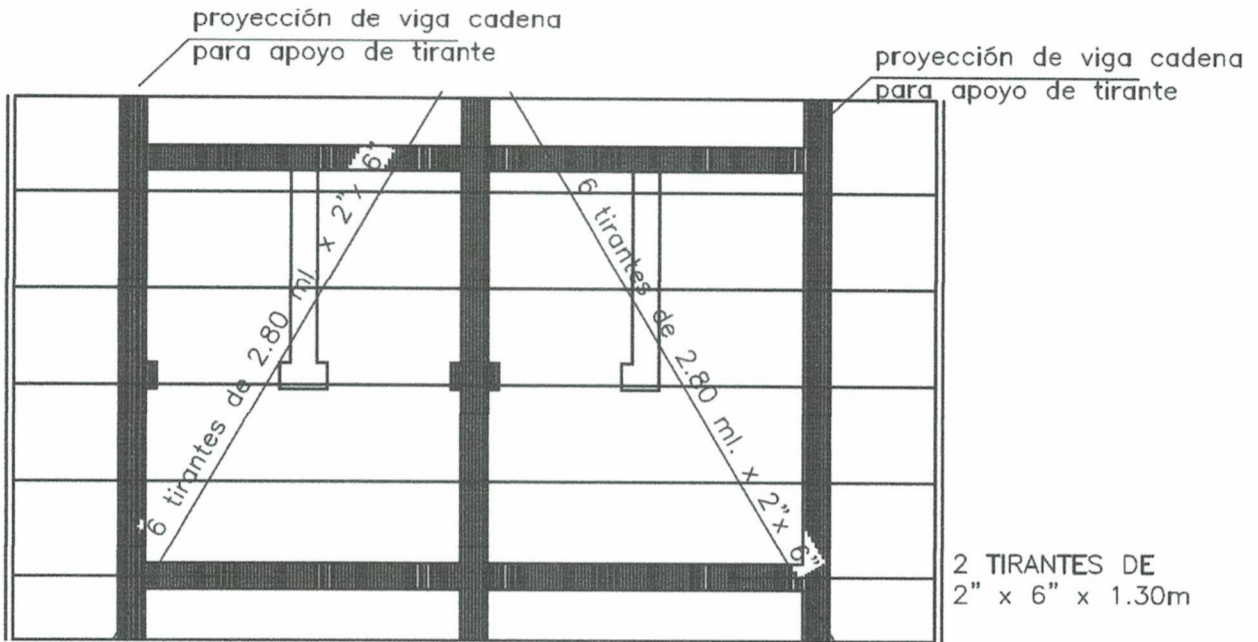 proyección de viga cadena
para apoyo de tirante
proyección de viga cadena
para apoyo de tirante
6 tirantes de 2.80 ml. x 2"x 6"
6 tirantes de 2.80 ml. x 2"x 6"
2 TIRANTES DE
2" x 6" x 1.30m